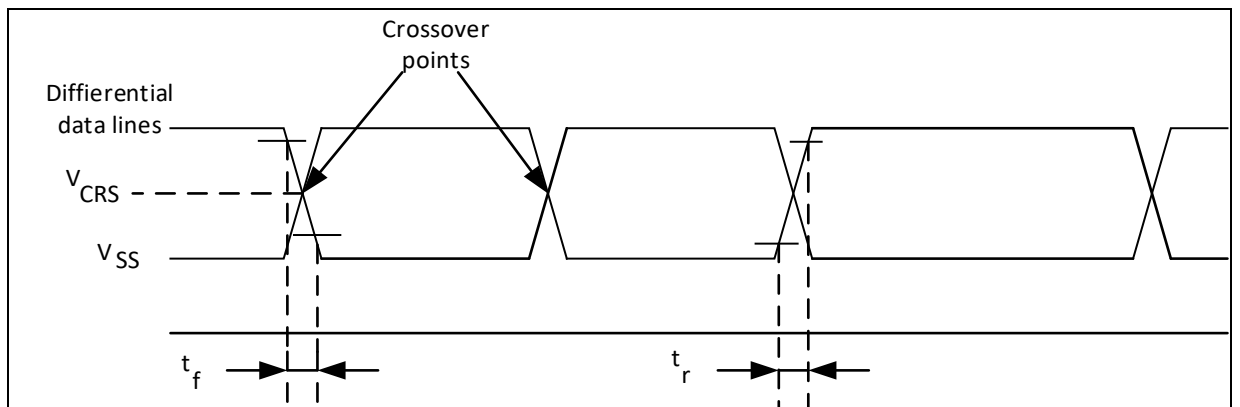 Crossover
points
Diffierential
data lines
V CRS
V SS
t f
t r